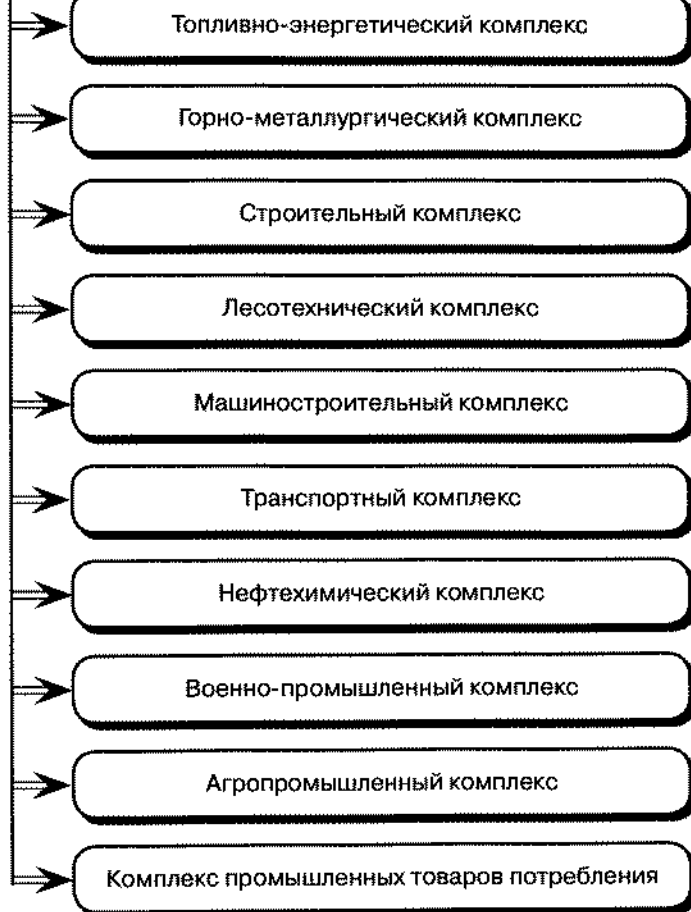 Топливно-энергетический комплекс
Горно-металлургический комплекс
Строительный комплекс
Лесотехнический комплекс
Машиностроительный комплекс
Транспортный комплекс
Нефтехимический комплекс
Военно-промышленный комплекс
Агропромышленный комплекс
Комплекс промышленных товаров потребления